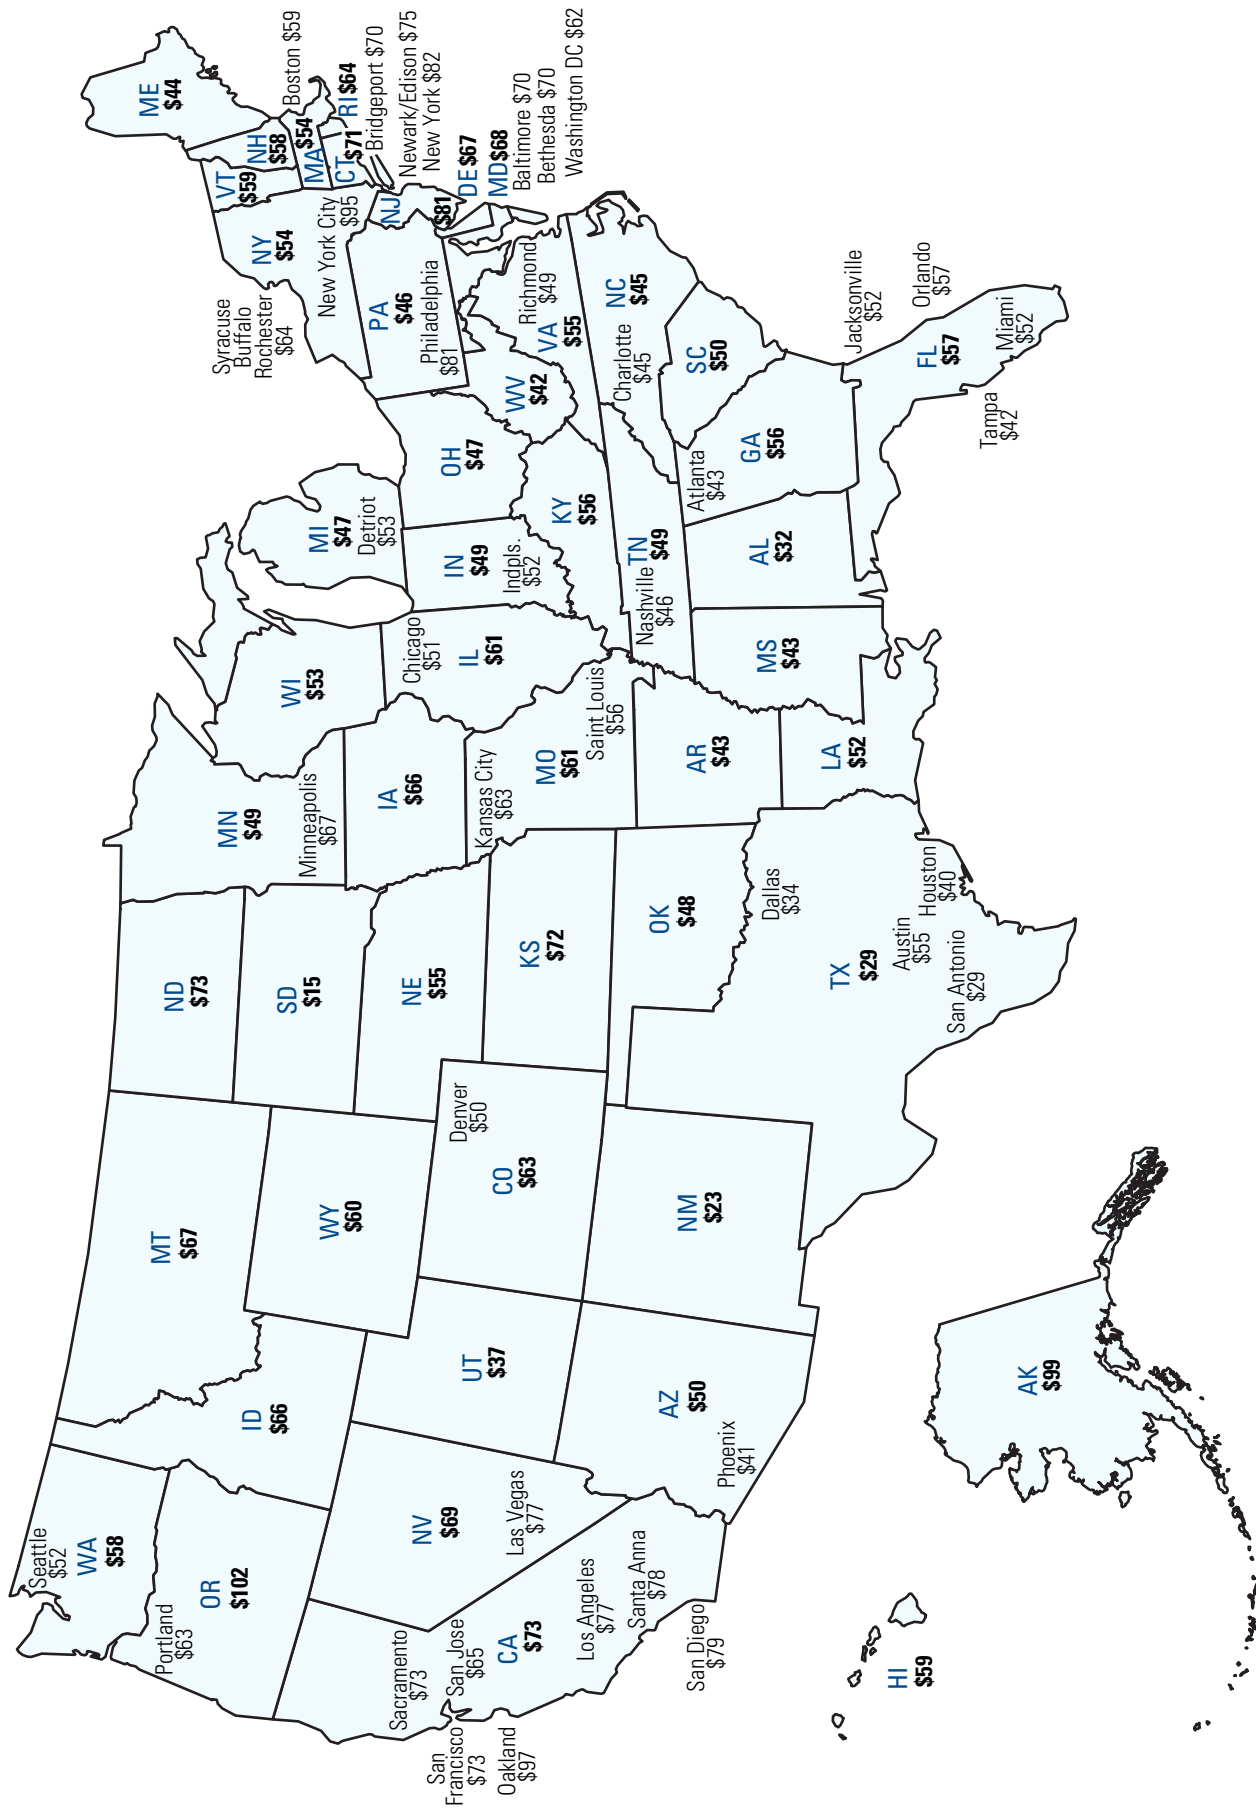 Seattle
$52
WA
$58
Portland
$63
OR
$102
Sacramento
$73
San
Francisco
$73
Oakland
$97
San Jose
$65
CA
$73
Los Angeles
$77
Santa Anna
$78
San Diego
$79
NV
$69
Las Vegas
$77
ID
$66
MT
$67
WY
$60
UT
$37
AZ
$50
Phoenix
$41
Denver
$50
CO
$63
NM
$23
ND
$73
SD
$15
NE
$55
KS
$72
OK
$48
Dallas
$34
TX
$29
Austin
$55
Houston
$40
San Antonio
$29
MN
$49
Minneapolis
$67
IA
$66
Kansas City
$63
MO
$61
Saint Louis
$56
AR
$43
LA
$52
WI
$53
Chicago
$51
IL
$61
MI
$47
Detriot
$53
IN
$49
Indpls.
$52
OH
$47
KY
$56
TN
$49
Nashville
$46
MS
$43
AL
$32
Atlanta
$43
GA
$56
Jacksonville
$52
Orlando
$57
FL
$57
Tampa
$42
Miami
$52
SC
$50
Charlotte
$45
NC
$45
WV
$42
VA
$55
Richmond
$49
PA
$46
Philadelphia
$81
Syracuse
Buffalo
Rochester
$64
NY
$54
New York City
$95
VT
$59
NH
$58
ME
$44
MA
$54
Boston $59
RI $64
CT
$71
Bridgeport $70
NJ
$81
Newark/Edison $75
New York $82
DE $67
MD $68
Baltimore $70
Bethesda $70
Washington DC $62
HI
$59
AK
$99